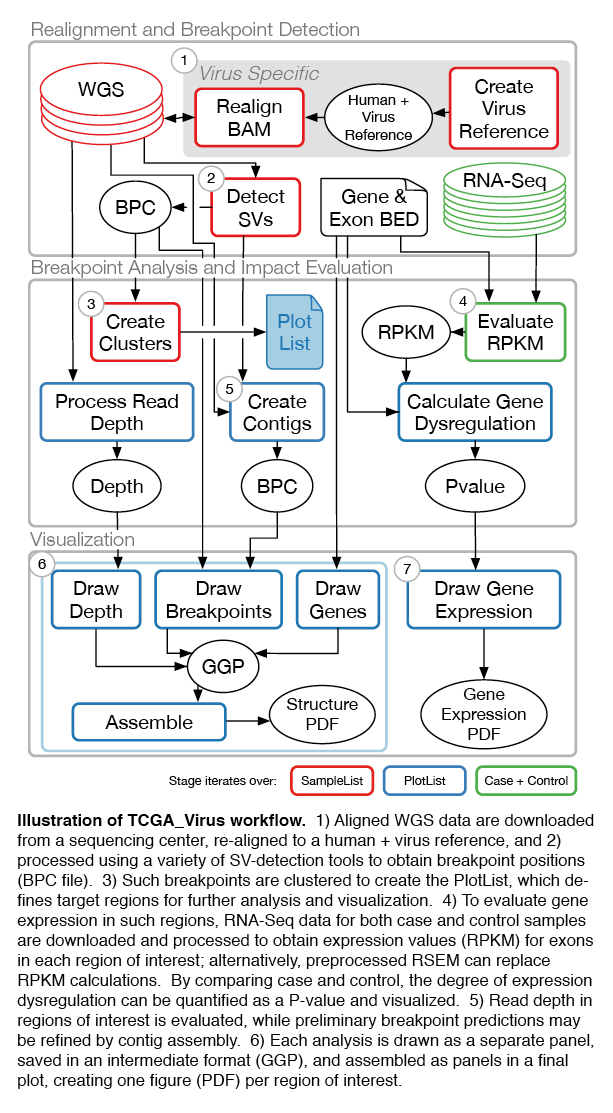 Realignment and Breakpoint Detection
1
Virus Specific
WGS
Realign
BAM
Human +
Virus
Reference
Create
Virus
Reference
2
BPC
Detect
SVs
Gene &
Exon BED
RNA-Seq
Breakpoint Analysis and Impact Evaluation
3
Create
Clusters
Plot
List
RPKM
4
Evaluate
RPKM
Process Read
Depth
5
Create
Contigs
Calculate Gene
Dysregulation
Depth
BPC
Pvalue
Visualization
6
Draw
Depth
Draw
Breakpoints
Draw
Genes
7
Draw Gene
Expression
GGP
Assemble
Structure
PDF
Gene
Expression
PDF
Stage iterates over:
SampleList
PlotList
Case + Control
Illustration of TCGA_Virus workflow. 1) Aligned WGS data are downloaded
from a sequencing center, re-aligned to a human + virus reference, and 2)
processed using a variety of SV-detection tools to obtain breakpoint positions
(BPC file). 3) Such breakpoints are clustered to create the PlotList, which de-
fines target regions for further analysis and visualization. 4) To evaluate gene
expression in such regions, RNA-Seq data for both case and control samples
are downloaded and processed to obtain expression values (RPKM) for exons
in each region of interest; alternatively, preprocessed RSEM can replace
RPKM calculations. By comparing case and control, the degree of expression
dysregulation can be quantified as a P-value and visualized. 5) Read depth in
regions of interest is evaluated, while preliminary breakpoint predictions may
be refined by contig assembly. 6) Each analysis is drawn as a separate panel,
saved in an intermediate format (GGP), and assembled as panels in a final
plot, creating one figure (PDF) per region of interest.